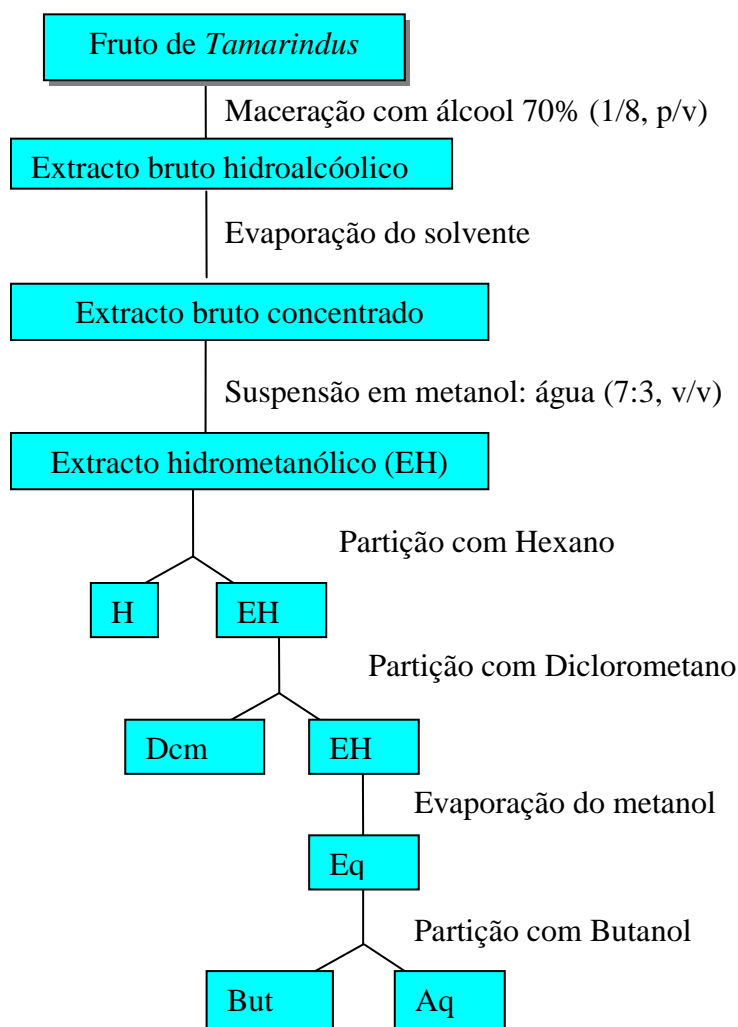 Fruto de Tamarindus
Maceração com álcool 70% (1/8, p/v)
Extracto bruto hidroalcóolico
Evaporação do solvente
Extracto bruto concentrado
Suspensão em metanol: água (7:3, v/v)
Extracto hidrometanólico (EH)
Partição com Hexano
H
EH
Partição com Diclorometano
Dcm
EH
Evaporação do metanol
Eq
Partição com Butanol
But
Aq